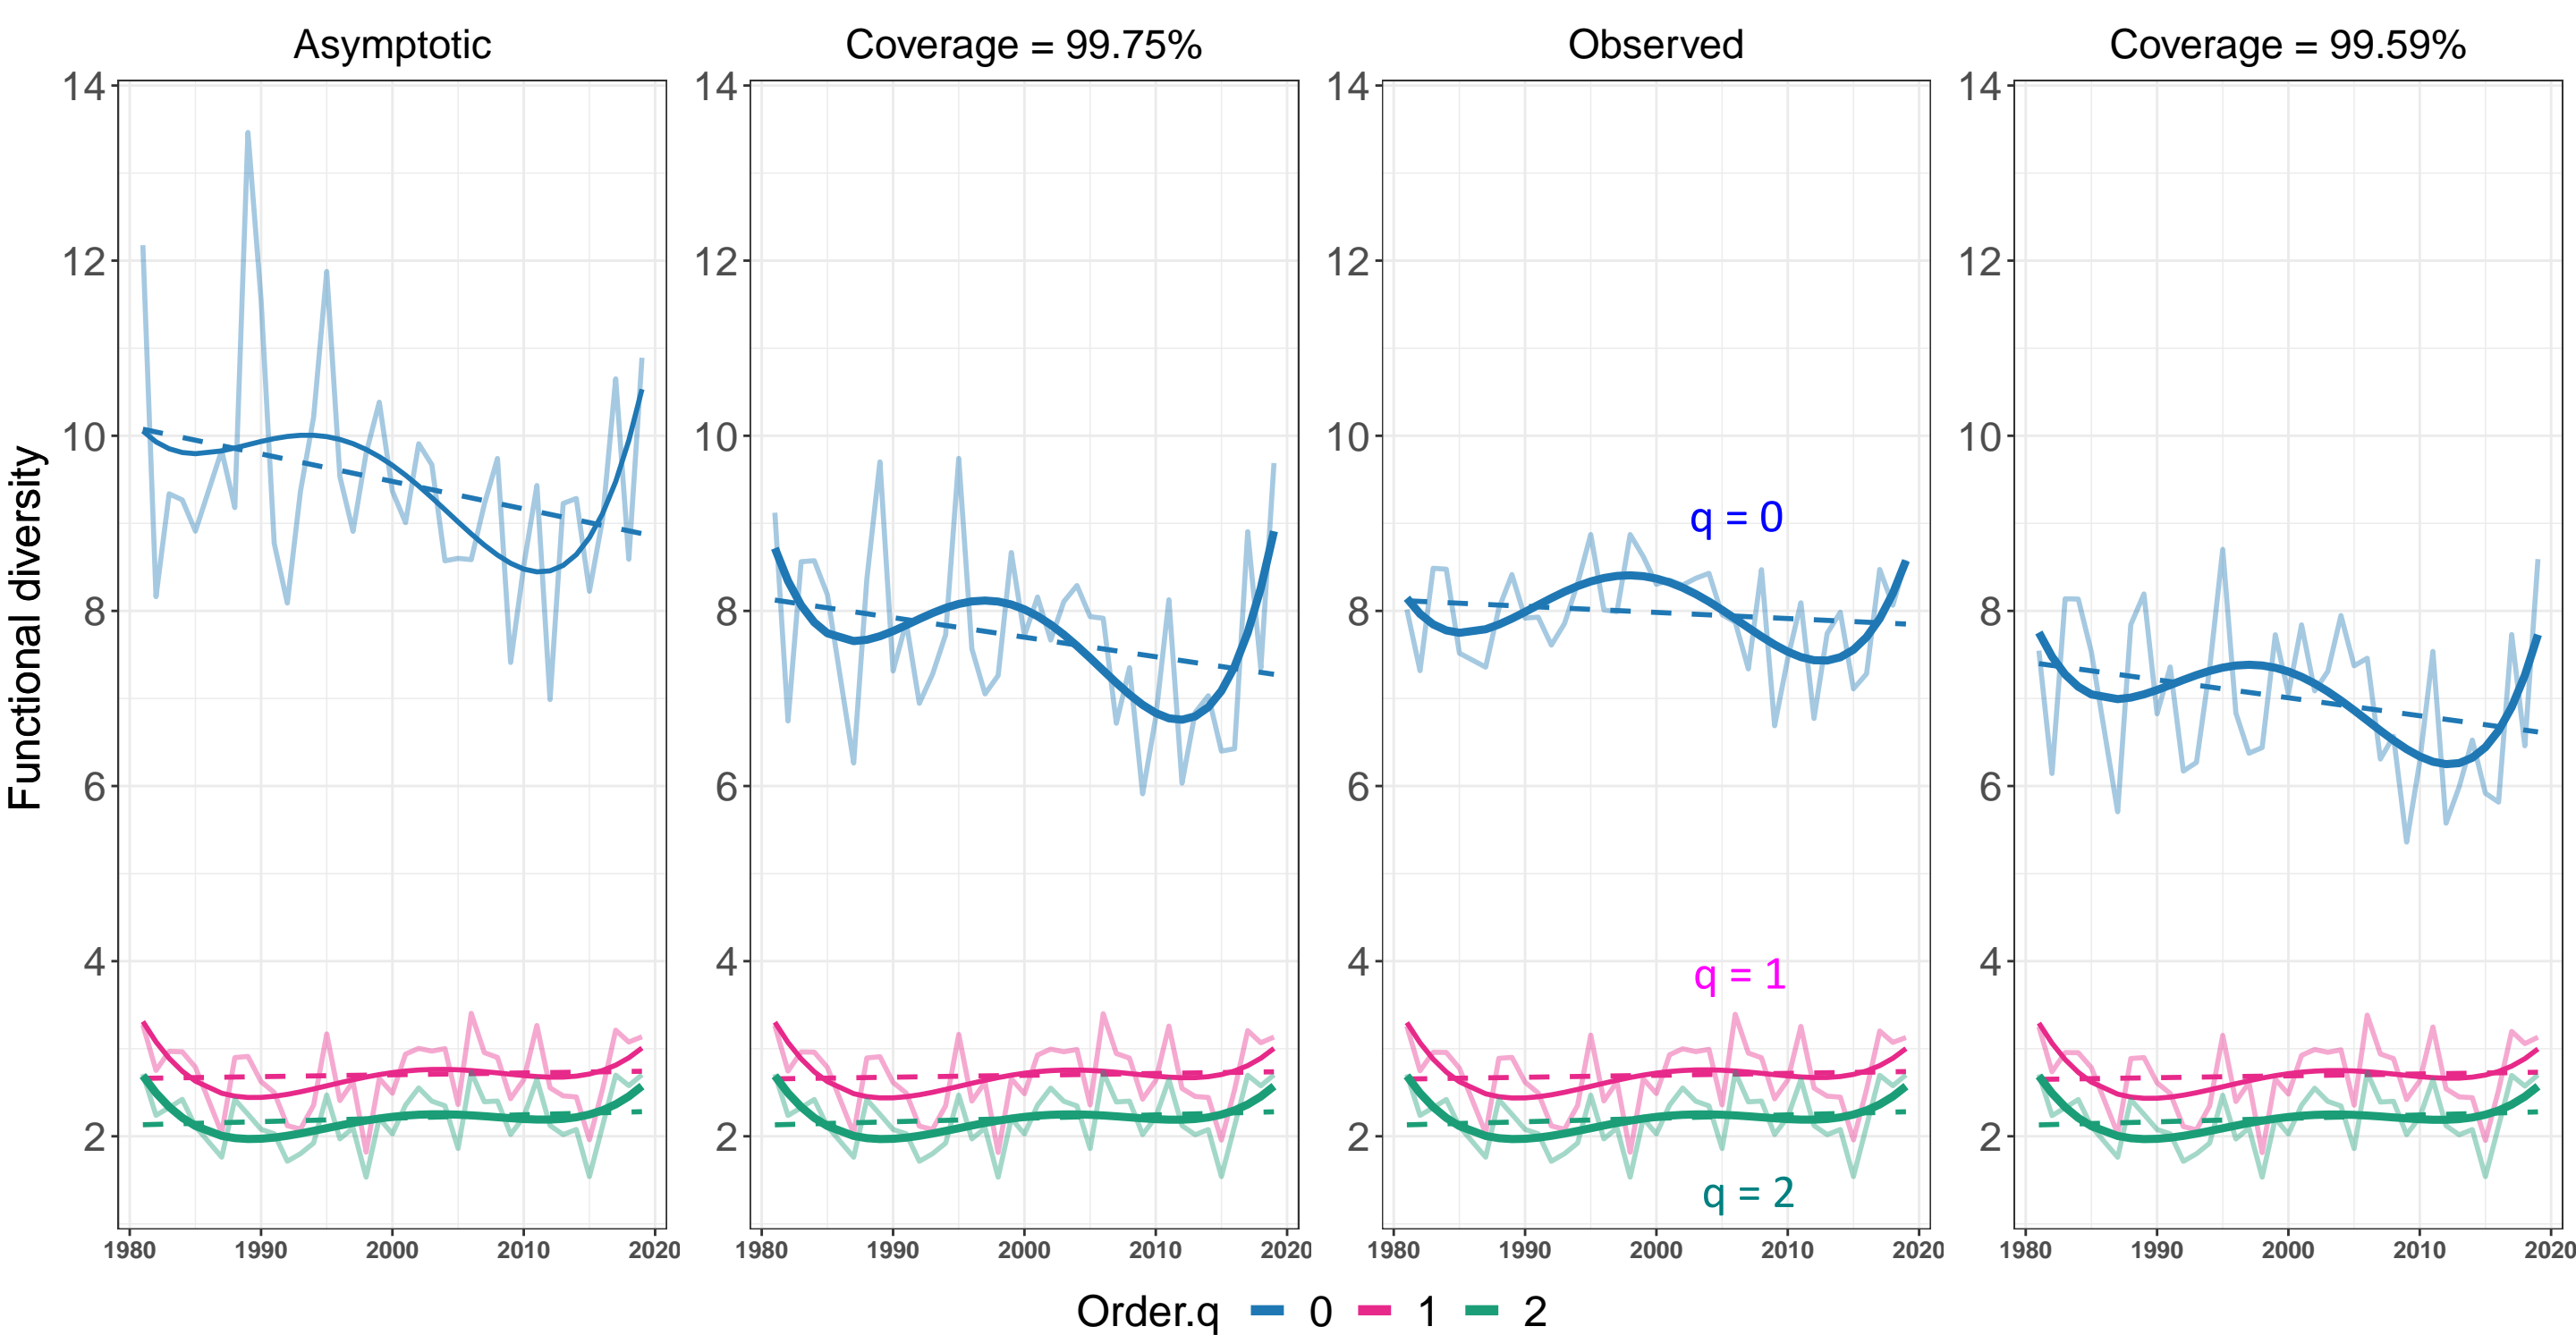 Asymptotic
Coverage = 99.75%
Observed
Coverage = 99.59%
Functional diversity
14
12
10
8
6
4
2
14
12
10
8
6
4
2
14
12
10
8
6
4
2
14
12
10
8
6
4
2
q = 0
q = 1
q = 2
1980 1990 2000 2010 2020
1980 1990 2000 2010 2020
1980 1990 2000 2010 2020
1980 1990 2000 2010 2020
Order.q 0 1 2